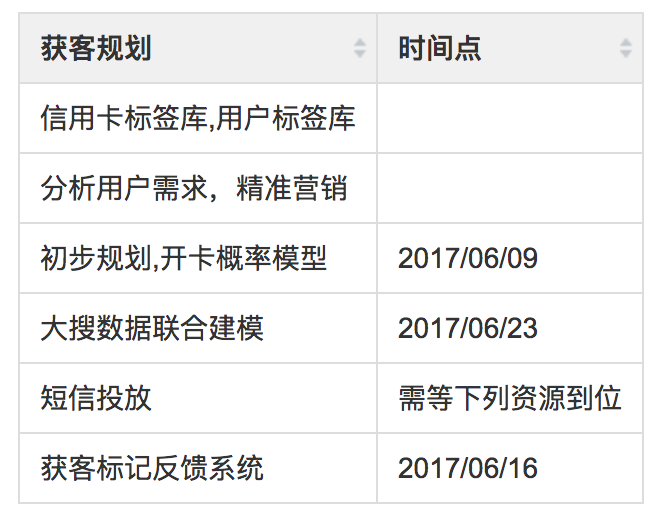 获客规划 时间点
信用卡标签库,用户标签库
分析用户需求，精准营销
初步规划,开卡概率模型 2017/06/09
大搜数据联合建模 2017/06/23
短信投放 需等下列资源到位
获客标记反馈系统 2017/06/16